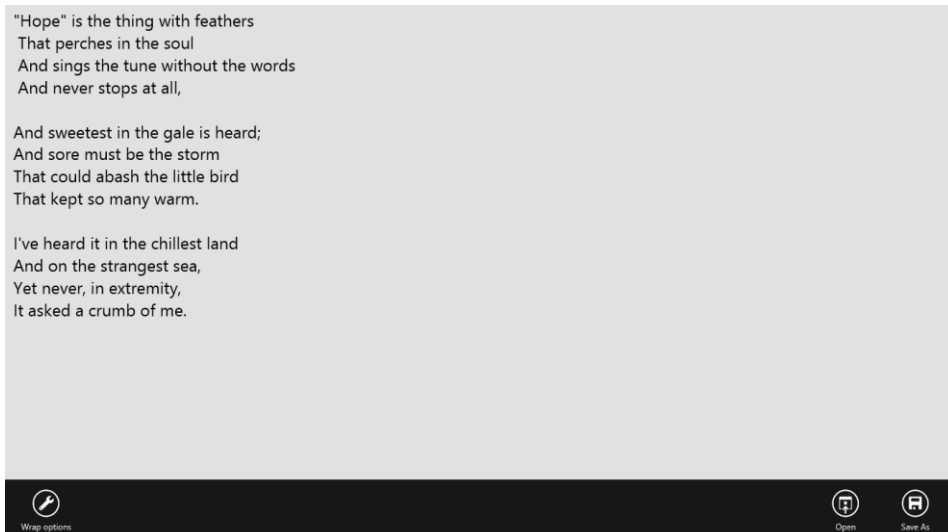 "Hope" is the thing with feathers
That perches in the soul
And sings the tune without the words
And never stops at all,

And sweetest in the gale is heard;
And sore must be the storm
That could abash the little bird
That kept so many warm.

I've heard it in the chillest land
And on the strangest sea,
Yet never, in extremity,
It asked a crumb of me.

Wrap options
Open
Save As